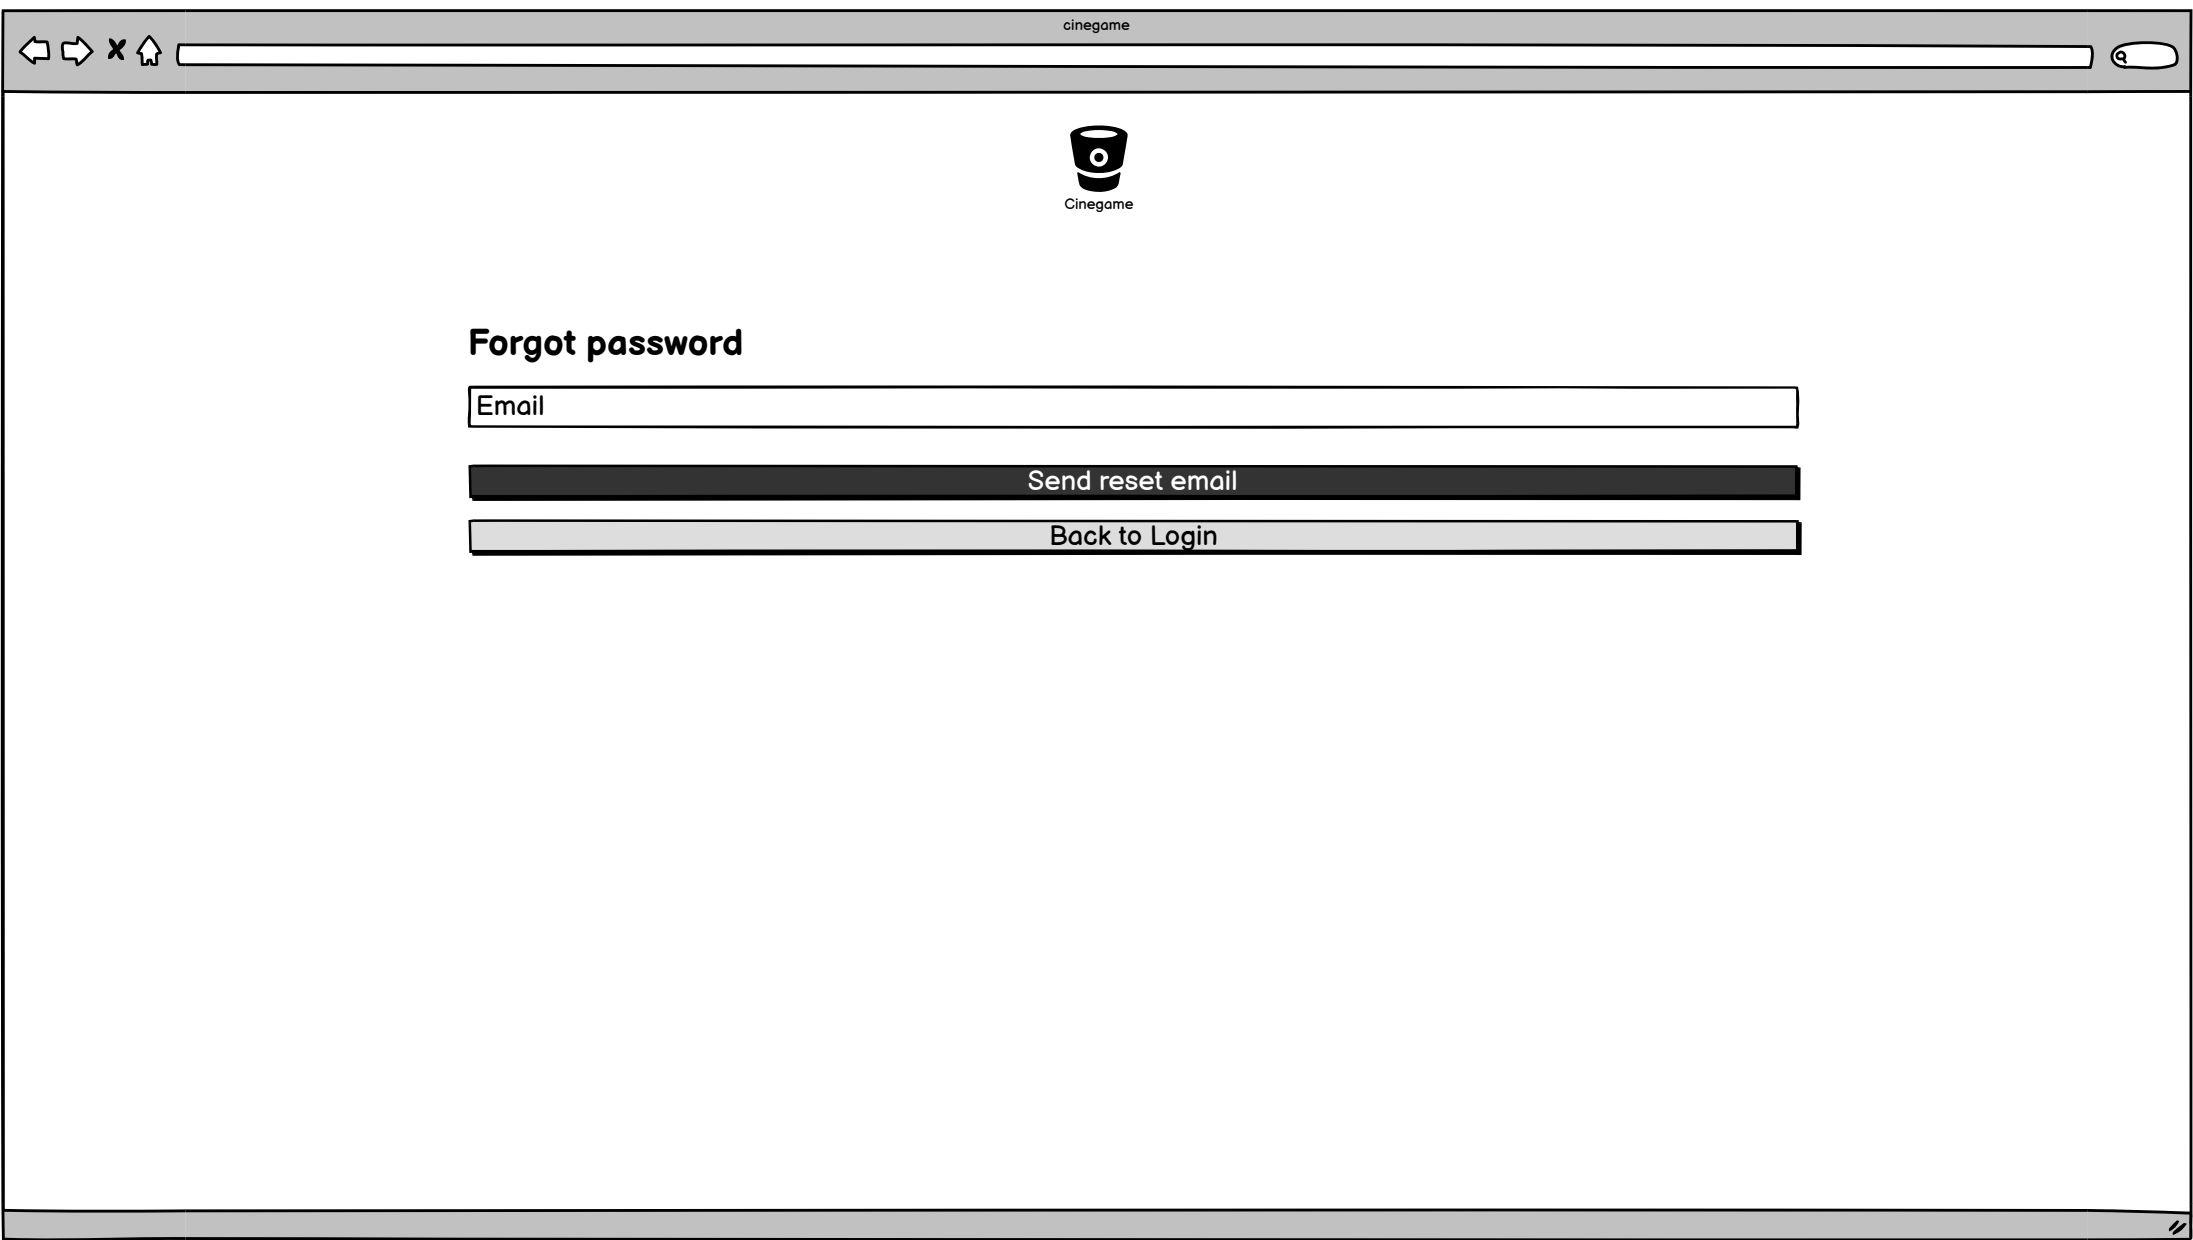 cinegame
Cinegame
Forgot password
Email
Send reset email
Back to Login